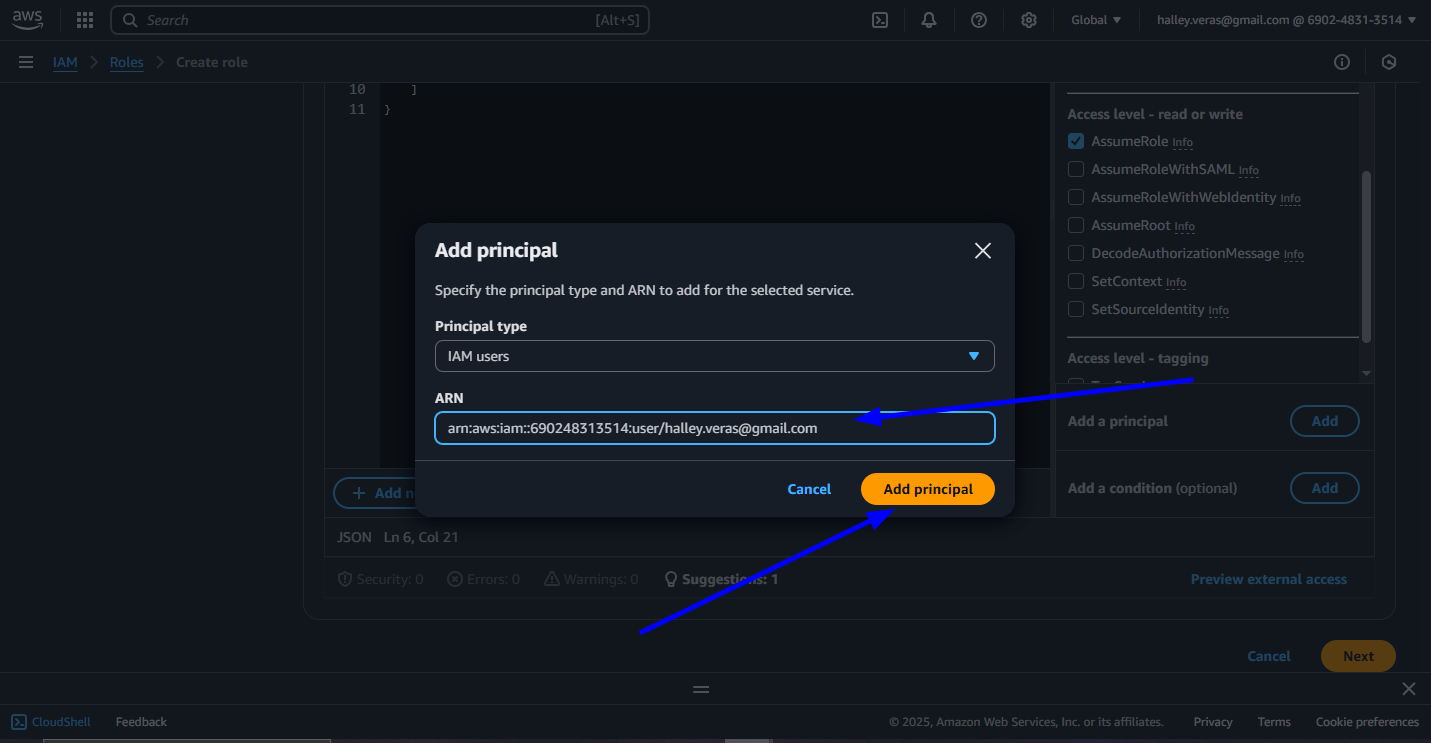 aws
Search
[Alt+S]
Global
halley.veras@gmail.com @ 6902-4831-3514
IAM
Roles
Create role
10 ]
11 }
Access level - read or write
AssumeRole Info
AssumeRoleWithSAML Info
AssumeRoleWithWebIdentity Info
AssumeRoot Info
DecodeAuthorizationMessage Info
SetContext Info
SetSourceIdentity Info
Access level - tagging
Add principal
Specify the principal type and ARN to add for the selected service.
Principal type
IAM users
ARN
arn:aws:iam::690248313514:user/halley.veras@gmail.com
Cancel
Add principal
Add a principal
Add
Add a condition (optional)
Add
Add
JSON Ln 6, Col 21
Security: 0
Errors: 0
Warnings: 0
Suggestions: 1
Preview external access
Cancel
Next
CloudShell
Feedback
© 2025, Amazon Web Services, Inc. or its affiliates.
Privacy
Terms
Cookie preferences